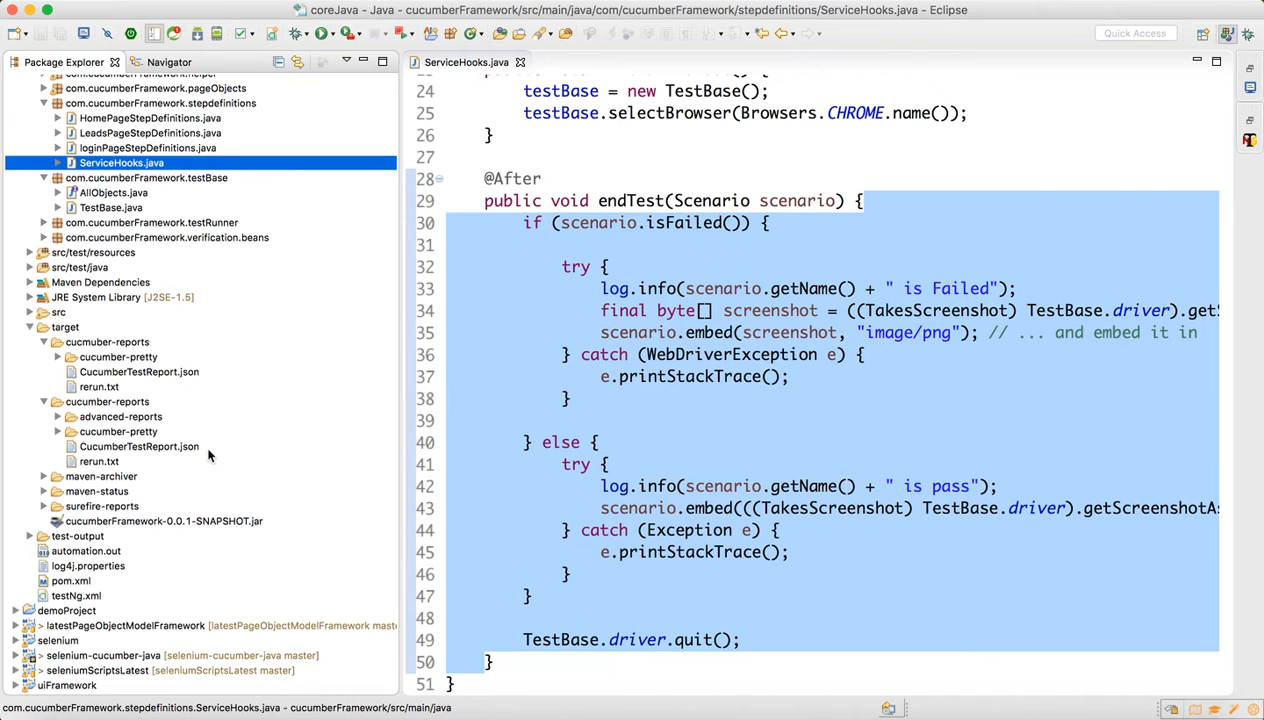 coreJava - Java - cucumberFramework/src/main/java/com/cucumberFramework/stepdefinitions/ServiceHooks.java - Eclipse
Quick Access
Package Explorer
Navigator
com.cucumberFramework.helper
com.cucumberFramework.pageObjects
com.cucumberFramework.stepdefinitions
HomePageStepDefinitions.java
LeadsPageStepDefinitions.java
loginPageStepDefinitions.java
ServiceHooks.java
com.cucumberFramework.testBase
AllObjects.java
TestBase.java
com.cucumberFramework.testRunner
com.cucumberFramework.verification.beans
src/test/resources
src/test/java
Maven Dependencies
JRE System Library [J2SE-1.5]
src
target
cucmuber-reports
cucumber-pretty
CucumberTestReport.json
rerun.txt
cucumber-reports
advanced-reports
cucumber-pretty
CucumberTestReport.json
rerun.txt
maven-archiver
maven-status
surefire-reports
cucumberFramework-0.0.1-SNAPSHOT.jar
test-output
automation.out
log4j.properties
pom.xml
testNg.xml
demoProject
> latestPageObjectModelFramework [latestPageObjectModelFramework mast
selenium
> selenium-cucumber-java [selenium-cucumber-java master]
> seleniumScriptsLatest [seleniumScriptsLatest master]
uiFramework
ServiceHooks.java
24 testBase = new TestBase();
25 testBase.selectBrowser(Browsers.CHROME.name());
26 }
27
28 @After
29 public void endTest(Scenario scenario) {
30 if (scenario.isFailed()) {
31
32 try {
33 log.info(scenario.getName() + " is Failed");
34 final byte[] screenshot = ((TakesScreenshot) TestBase.driver).getS
35 scenario.embed(screenshot, "image/png"); // ... and embed it in
36 } catch (WebDriverException e) {
37 e.printStackTrace();
38 }
39
40 } else {
41 try {
42 log.info(scenario.getName() + " is pass");
43 scenario.embed(((TakesScreenshot) TestBase.driver).getScreenshotAs
44 } catch (Exception e) {
45 e.printStackTrace();
46 }
47 }
48
49 TestBase.driver.quit();
50 }
51 }
com.cucumberFramework.stepdefinitions.ServiceHooks.java - cucumberFramework/src/main/java